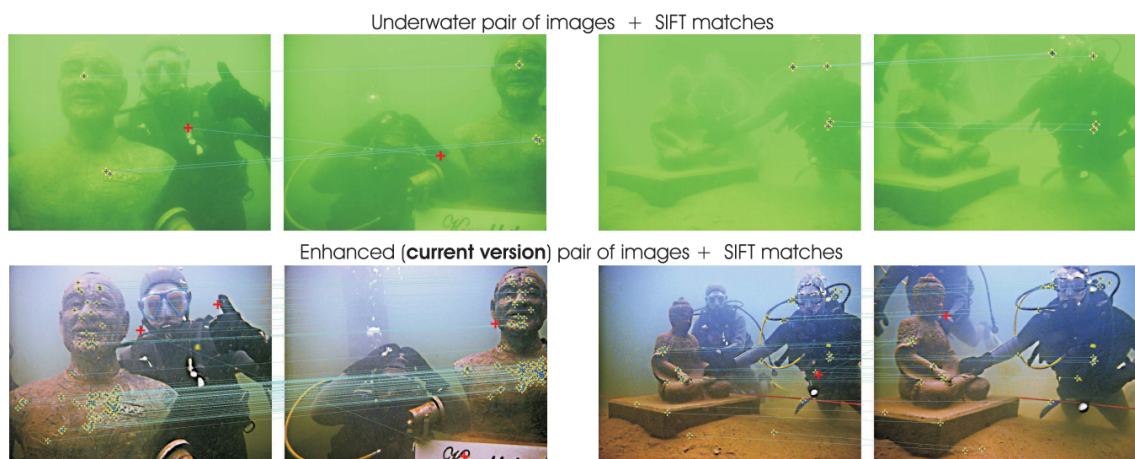 Underwater pair of images + SIFT matches
Enhanced (current version) pair of images + SIFT matches